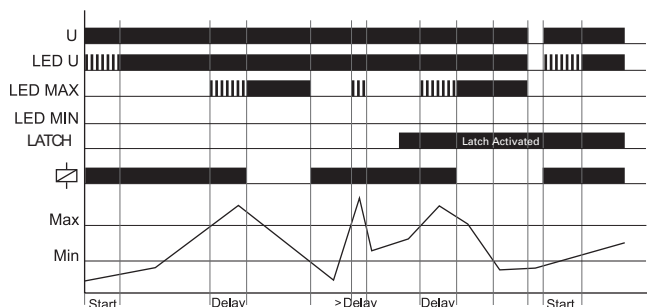 U
LED U
LED MAX
LED MIN
LATCH
Latch Activated
Max
Min
Start
Delay
>Delay
Delay
Start